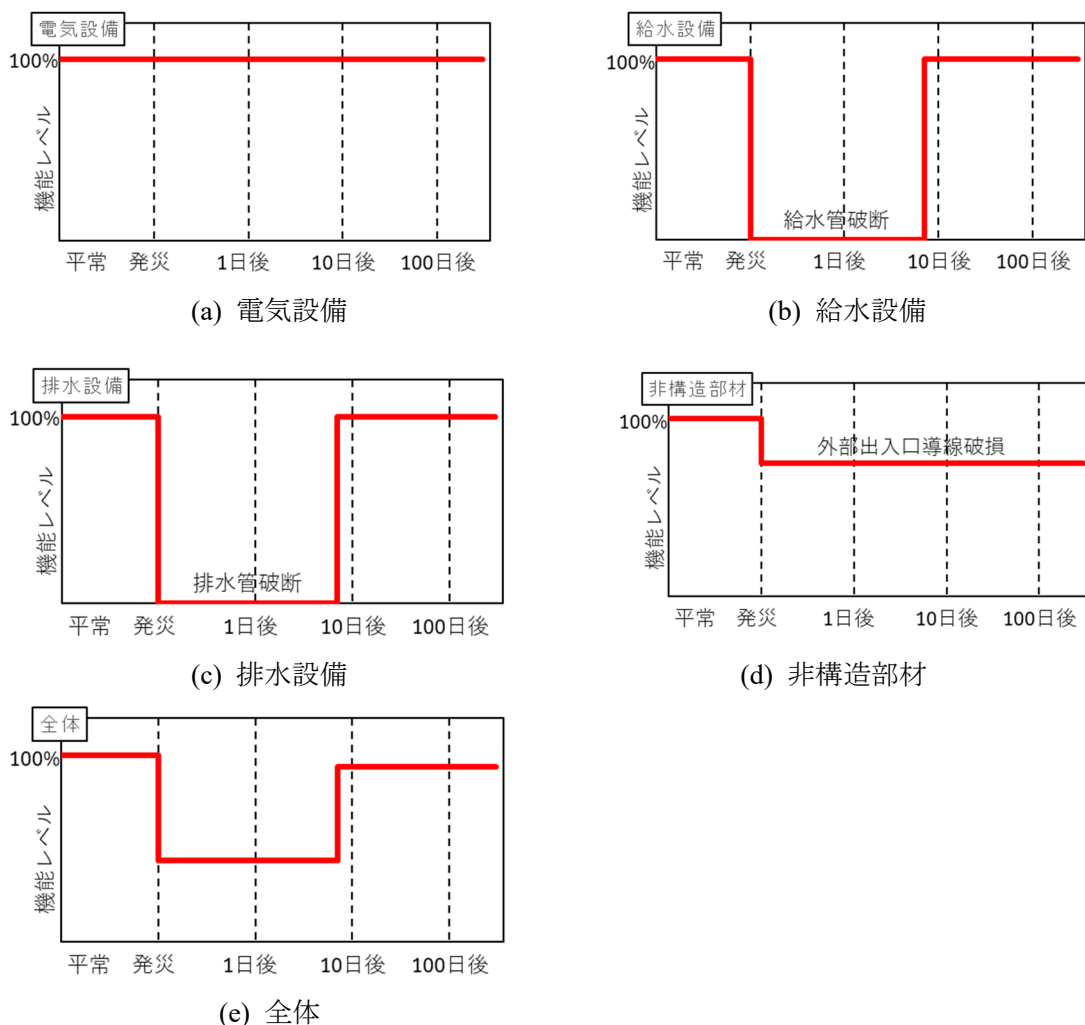 電気設備
100%
機能レベル
平常 発災 1日後 10日後 100日後
(a) 電気設備
給水設備
100%
機能レベル
給水管破断
平常 発災 1日後 10日後 100日後
(b) 給水設備
排水設備
100%
機能レベル
排水管破断
平常 発災 1日後 10日後 100日後
(c) 排水設備
非構造部材
100%
外部出入口導線破損
機能レベル
平常 発災 1日後 10日後 100日後
(d) 非構造部材
全体
100%
機能レベル
平常 発災 1日後 10日後 100日後
(e) 全体